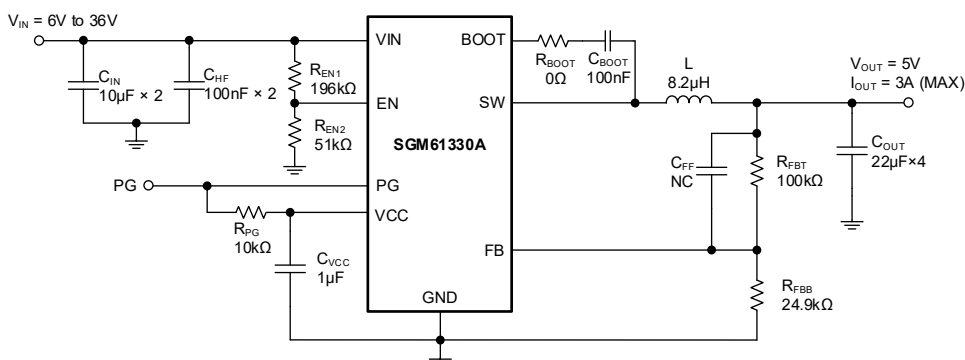 V_IN = 6V to 36V
VIN
BOOT
R_BOOT
0Ω
C_BOOT
100nF
L
8.2μH
V_OUT = 5V
I_OUT = 3A (MAX)
C_IN
10μF × 2
C_HF
100nF × 2
R_EN1
196kΩ
EN
SW
R_EN2
51kΩ
SGM61330A
C_FF
NC
R_FBT
100kΩ
C_OUT
22μF×4
PG
PG
VCC
R_PG
10kΩ
C_VCC
1μF
FB
R_FBB
24.9kΩ
GND